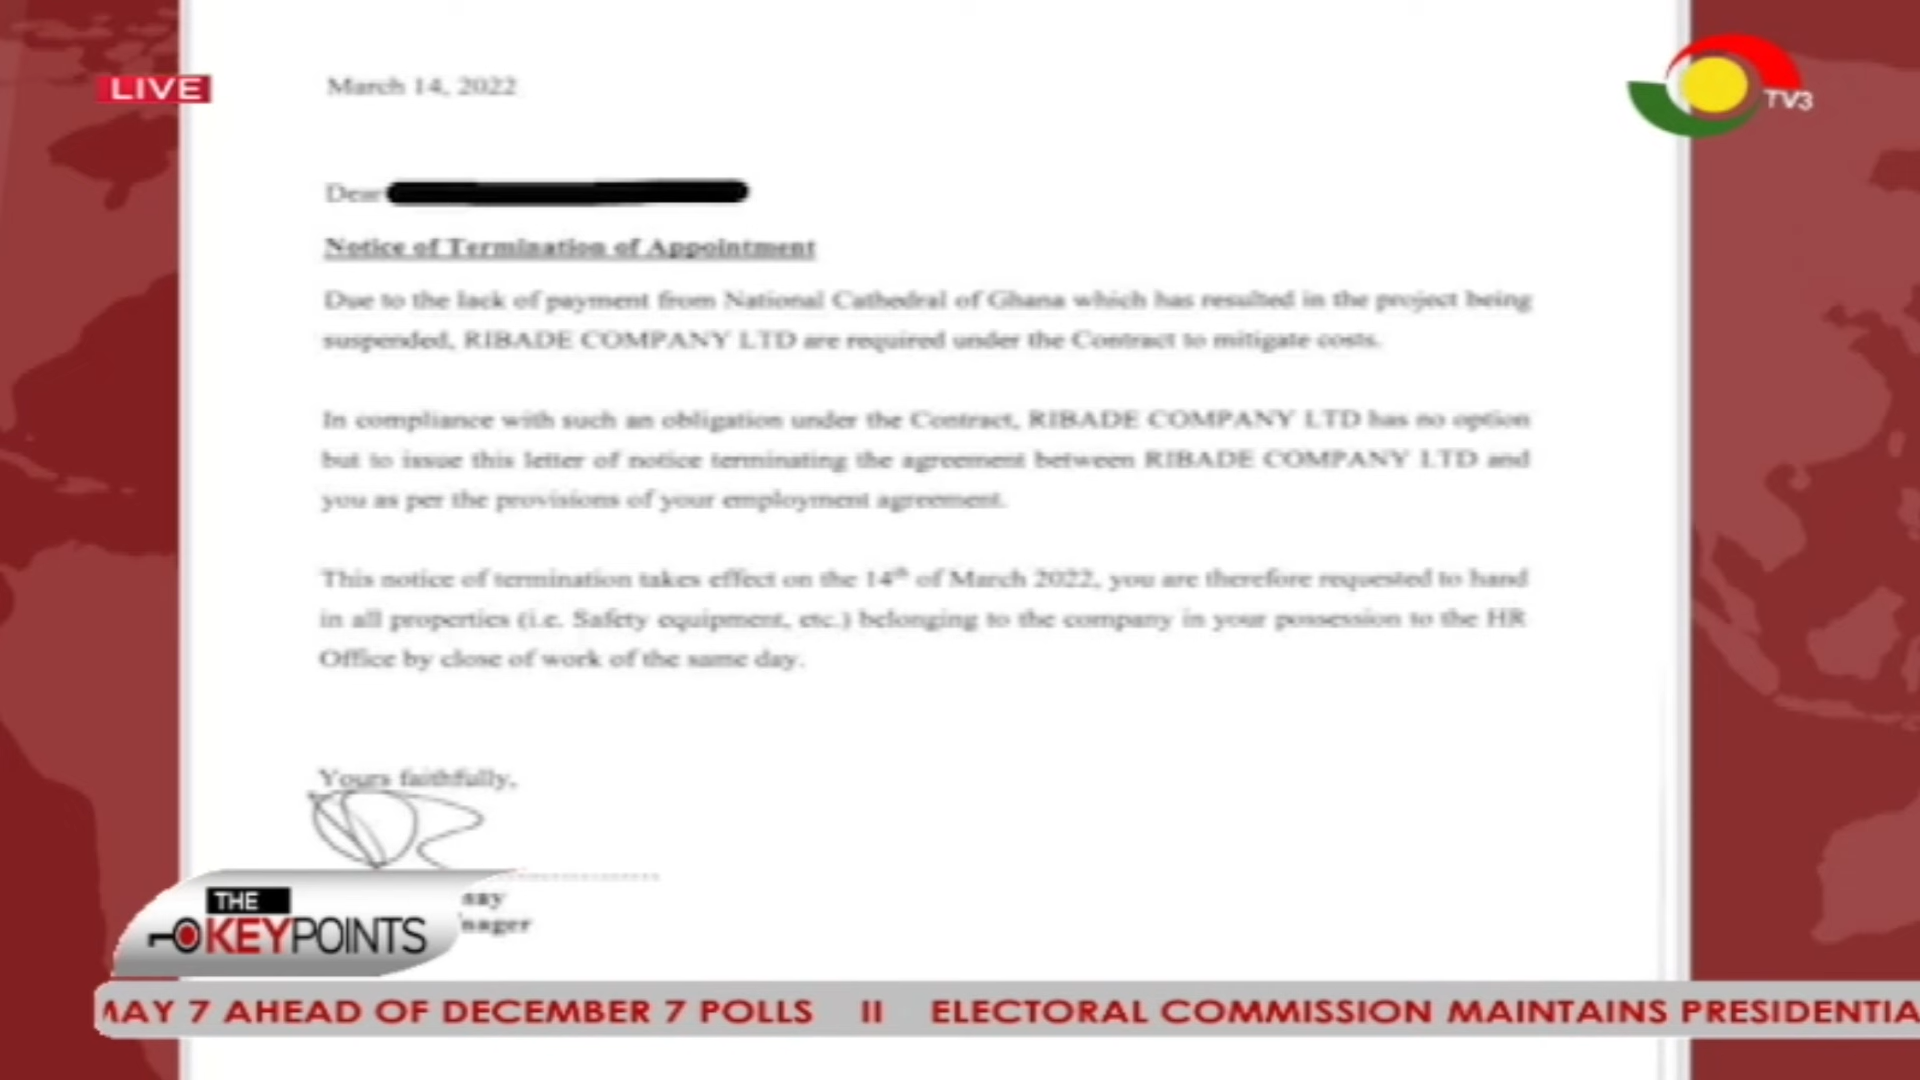 LIVE
TV3
March 14, 2022
Dear
Notice of Termination of Appointment
Due to the lack of payment from National Cathedral of Ghana which has resulted in the project being
suspended, RIBADE COMPANY LTD are required under the Contract to mitigate costs.
In compliance with such an obligation under the Contract, RIBADE COMPANY LTD has no option
but to issue this letter of notice terminating the agreement between RIBADE COMPANY LTD and
you as per the provisions of your employment agreement.
This notice of termination takes effect on the 14th of March 2022, you are therefore requested to hand
in all properties (i.e. Safety equipment, etc.) belonging to the company in your possession to the HR
Office by close of work of the same day.
Yours faithfully,
THE
KEYPOINTS
MAY 7 AHEAD OF DECEMBER 7 POLLS II ELECTORAL COMMISSION MAINTAINS PRESIDENTIA